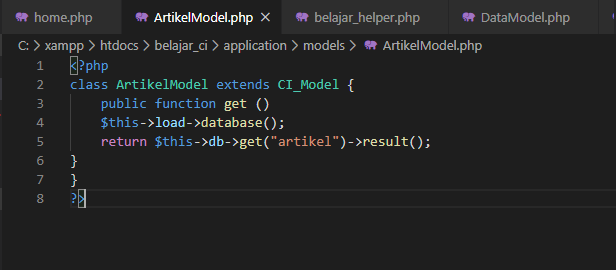 home.php ArtikelModel.php × belajar_helper.php DataModel.php
C: > xampp > htdocs > belajar_ci > application > models > ArtikelModel.php
1 <?php
2 class ArtikelModel extends CI_Model {
3 public function get ()
4 $this->load->database();
5 return $this->db->get("artikel")->result();
6 }
7 }
8 ?>